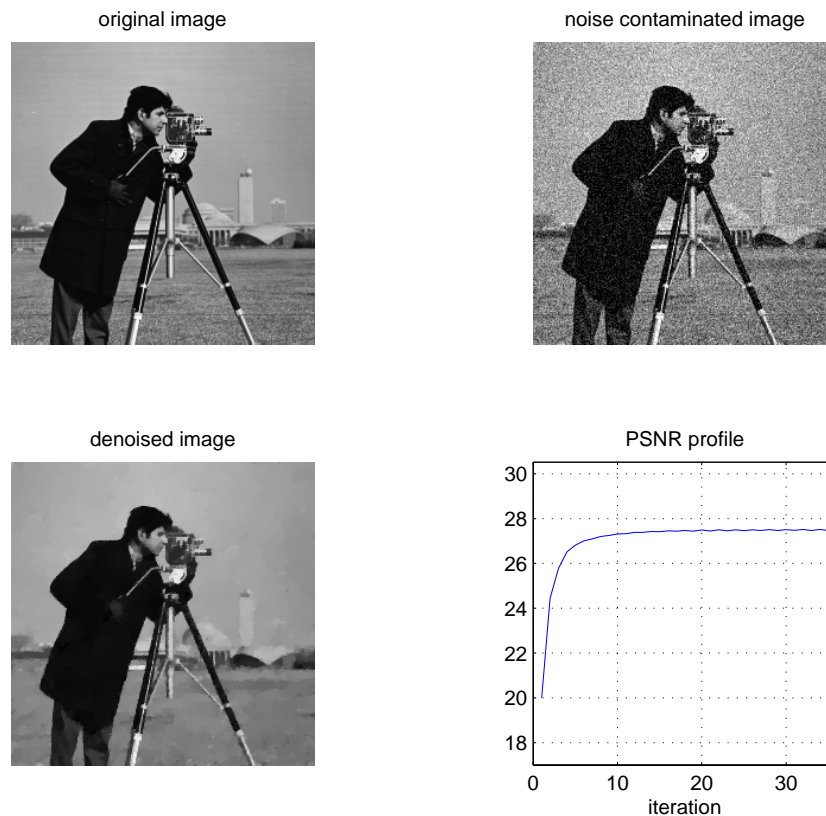 original image
noise contaminated image
denoised image
PSNR profile
30
28
26
24
22
20
18
0 10 20 30
iteration